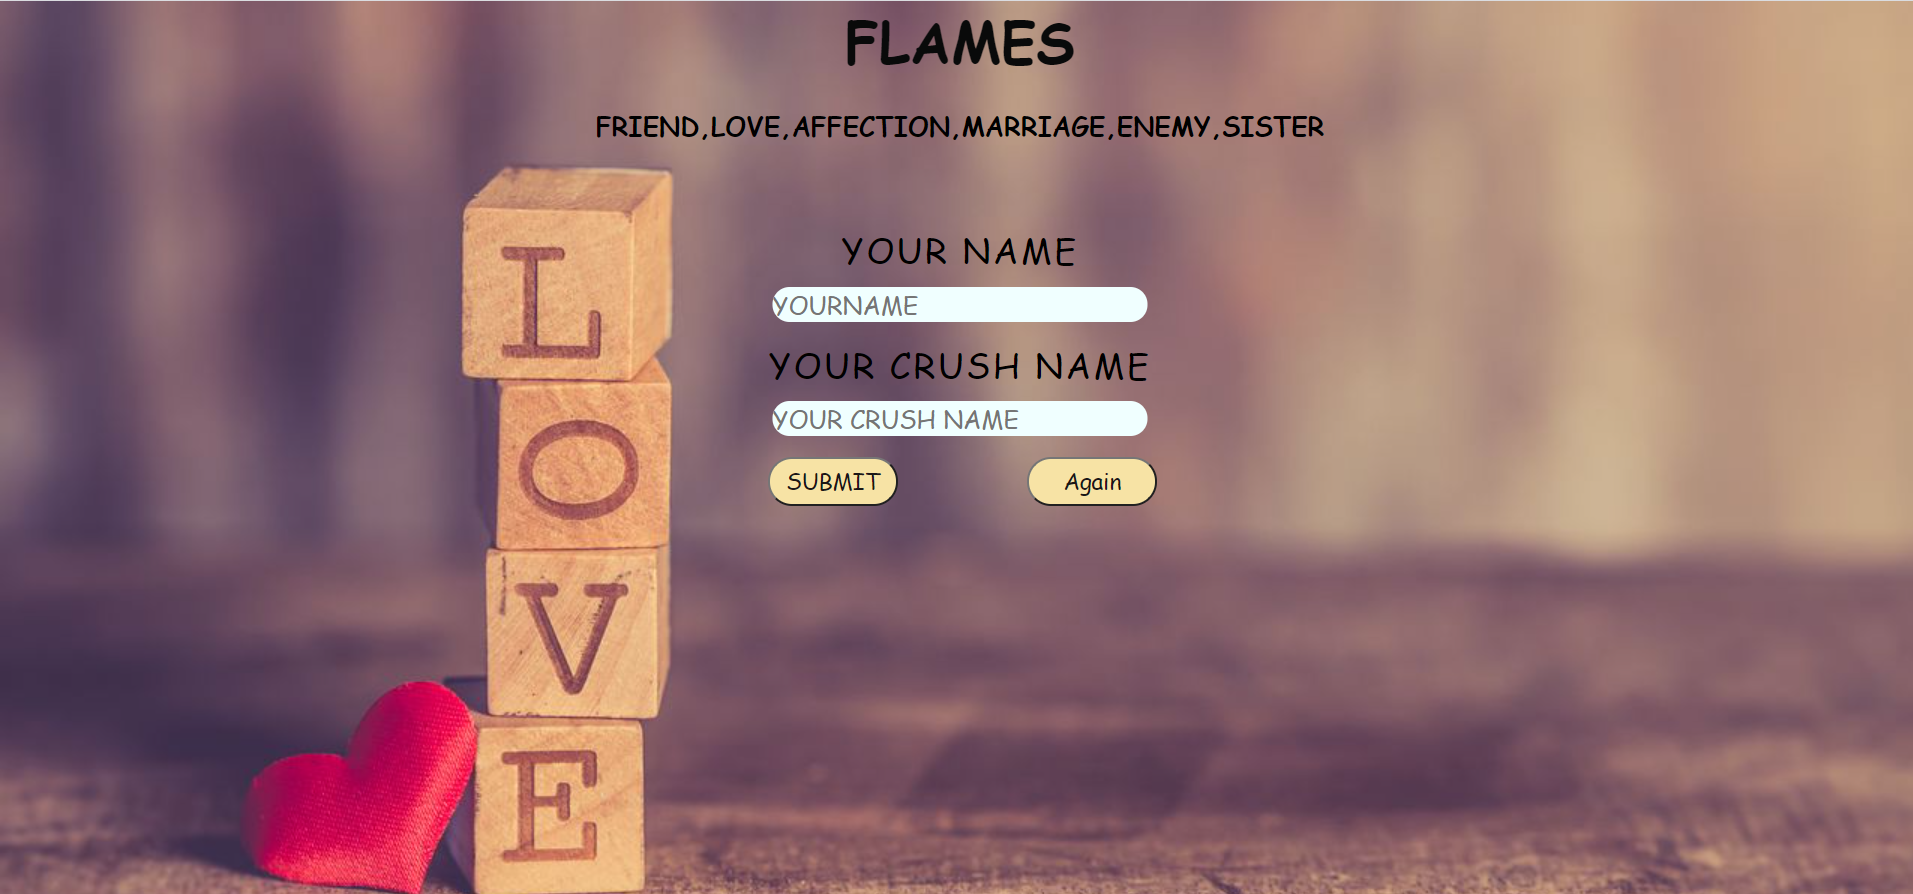 FLAMES
FRIEND,LOVE,AFFECTION,MARRIAGE,ENEMY,SISTER
YOUR NAME
YOURNAME
YOUR CRUSH NAME
YOUR CRUSH NAME
SUBMIT Again
L
O
V
E